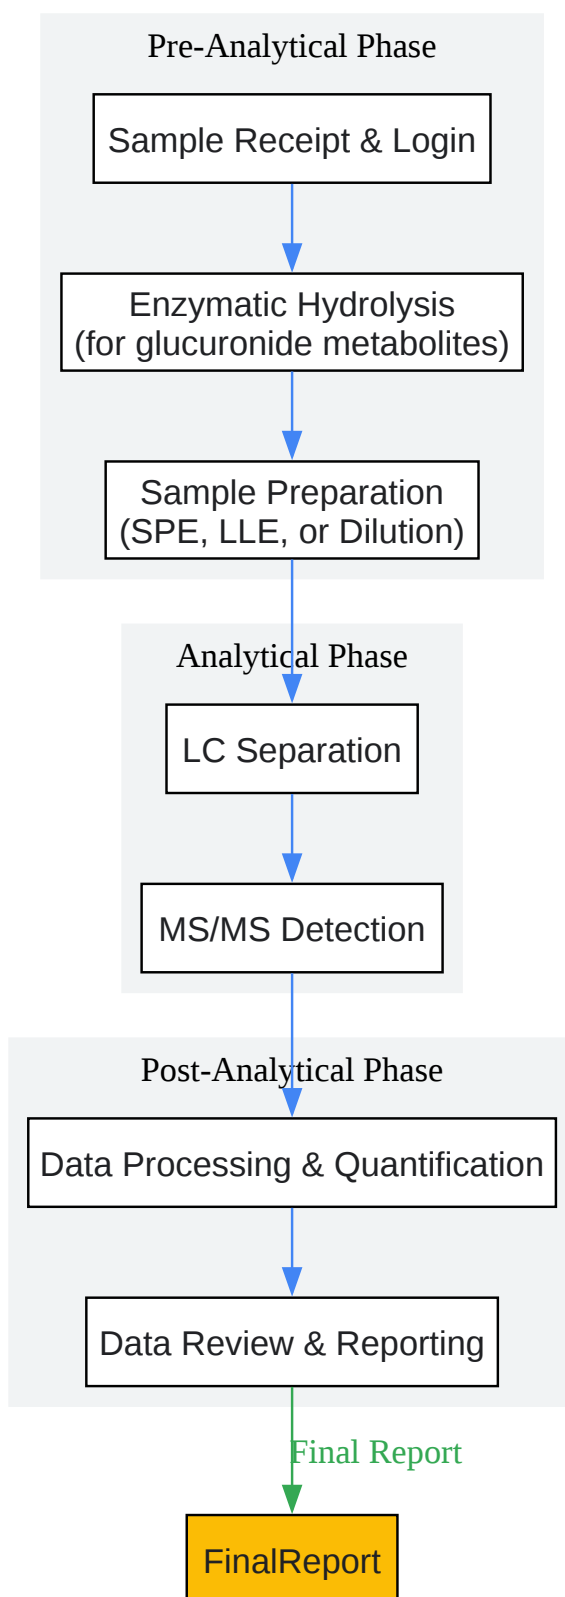 Pre-Analytical Phase
Sample Receipt & Login
Enzymatic Hydrolysis
(for glucuronide metabolites)
Sample Preparation
(SPE, LLE, or Dilution)
Analytical Phase
LC Separation
MS/MS Detection
Post-Analytical Phase
Data Processing & Quantification
Data Review & Reporting
Final Report
FinalReport